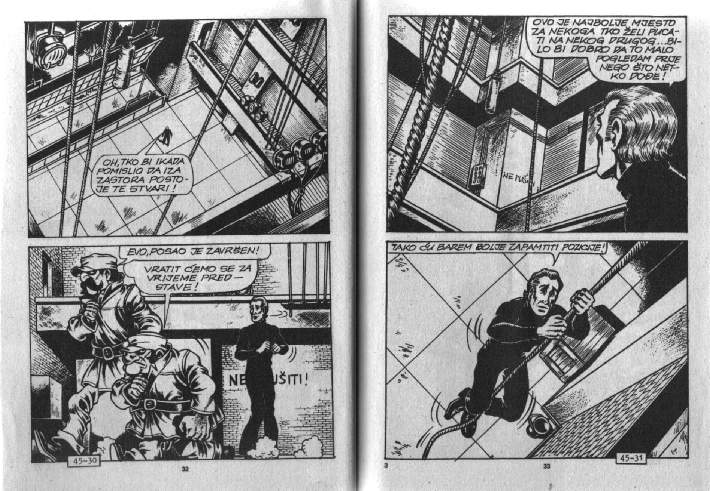 OH, TKO BI IKADA
POMISLIO DA IZA
ZASTORA POSTO-
JE TE STVARI!
EVO, POSAO JE ZAVRŠEN!
VRATIT ĆEMO SE ZA
VRIJEME PRED-
STAVE!
NE PUŠITI!
45-30
32
OVO JE NAJBOLJE MJESTO
ZA NEKOGA TKO ŽELI PUCA-
TI NA NEKOG DRUGOG...BI-
LO BI DOBRO DA TO MALO
POGLEDAM PRIJE
NEGO ŠTO NET-
KO DOĐE!
NE PUŠI
TAKO ĆU BAREM BOLJE ZAPAMTITI POZICIJE!
3
33
45-31